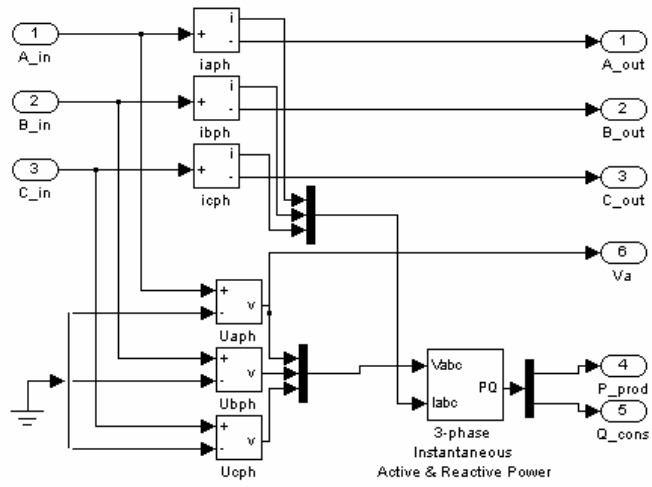 1
A_in
+
-
i
iaph
1
A_out
2
B_in
+
-
i
ibph
2
B_out
3
C_in
+
-
i
icph
3
C_out
6
Va
+
-
v
Uaph
+
-
v
Ubph
+
-
v
Ucph
Vabc
Iabc
PQ
3-phase
Instantaneous
Active & Reactive Power
4
P_prod
5
Q_cons